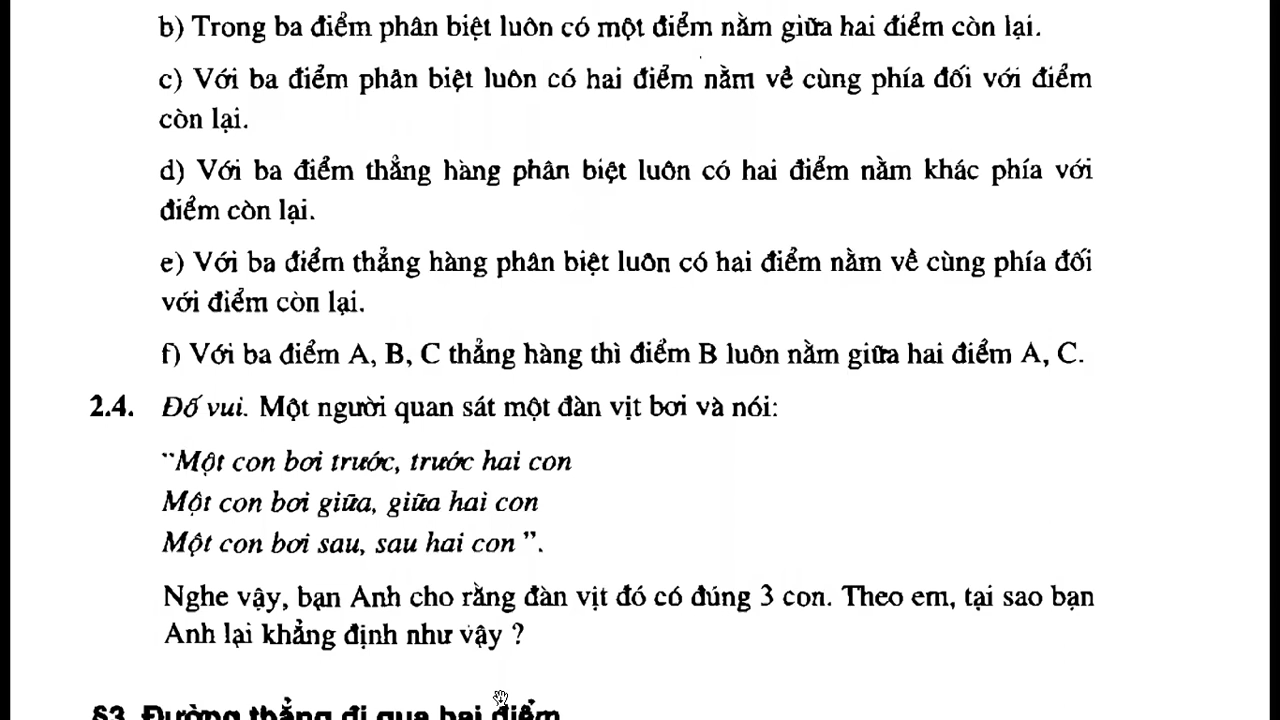 b) Trong ba điểm phân biệt luôn có một điểm nằm giữa hai điểm còn lại.
c) Với ba điểm phân biệt luôn có hai điểm nằm về cùng phía đối với điểm
còn lại.
d) Với ba điểm thẳng hàng phân biệt luôn có hai điểm nằm khác phía với
điểm còn lại.
e) Với ba điểm thẳng hàng phân biệt luôn có hai điểm nằm về cùng phía đối
với điểm còn lại.
f) Với ba điểm A, B, C thẳng hàng thì điểm B luôn nằm giữa hai điểm A, C.
2.4. Đố vui. Một người quan sát một đàn vịt bơi và nói:
"Một con bơi trước, trước hai con
Một con bơi giữa, giữa hai con
Một con bơi sau, sau hai con ".
Nghe vậy, bạn Anh cho rằng đàn vịt đó có đúng 3 con. Theo em, tại sao bạn
Anh lại khẳng định như vậy ?
§3. Đường thẳng đi qua hai điểm